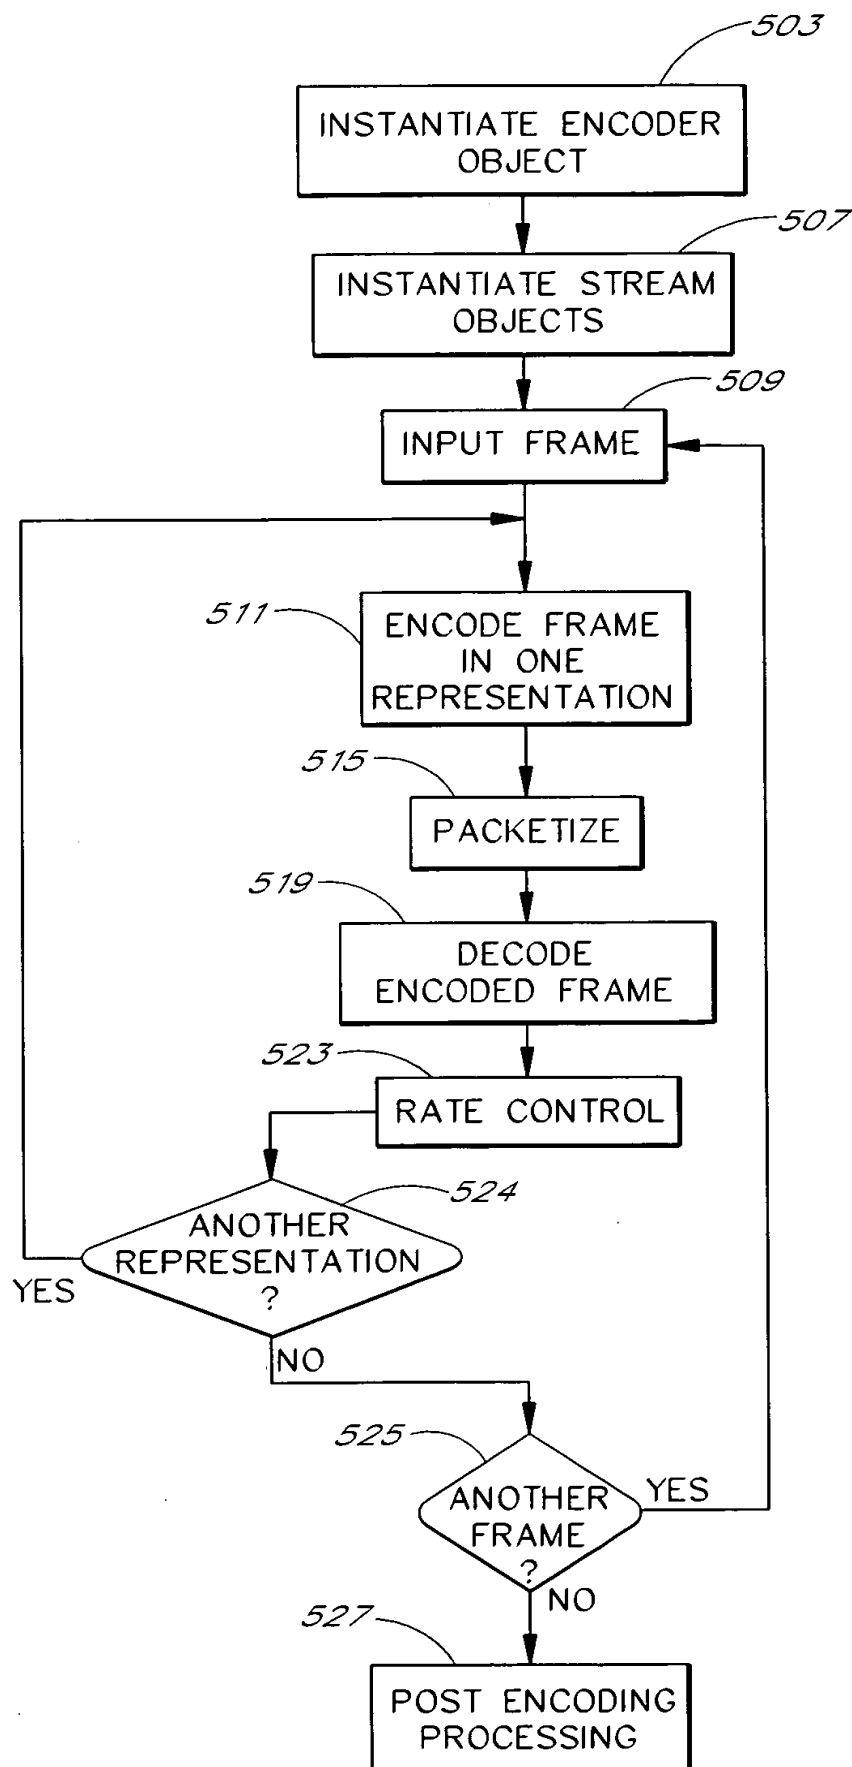 503
INSTANTIATE ENCODER
OBJECT
507
INSTANTIATE STREAM
OBJECTS
509
INPUT FRAME
511
ENCODE FRAME
IN ONE
REPRESENTATION
515
PACKETIZE
519
DECODE
ENCODED FRAME
523
RATE CONTROL
524
ANOTHER
REPRESENTATION
?
YES
NO
525
ANOTHER
FRAME
?
YES
NO
527
POST ENCODING
PROCESSING